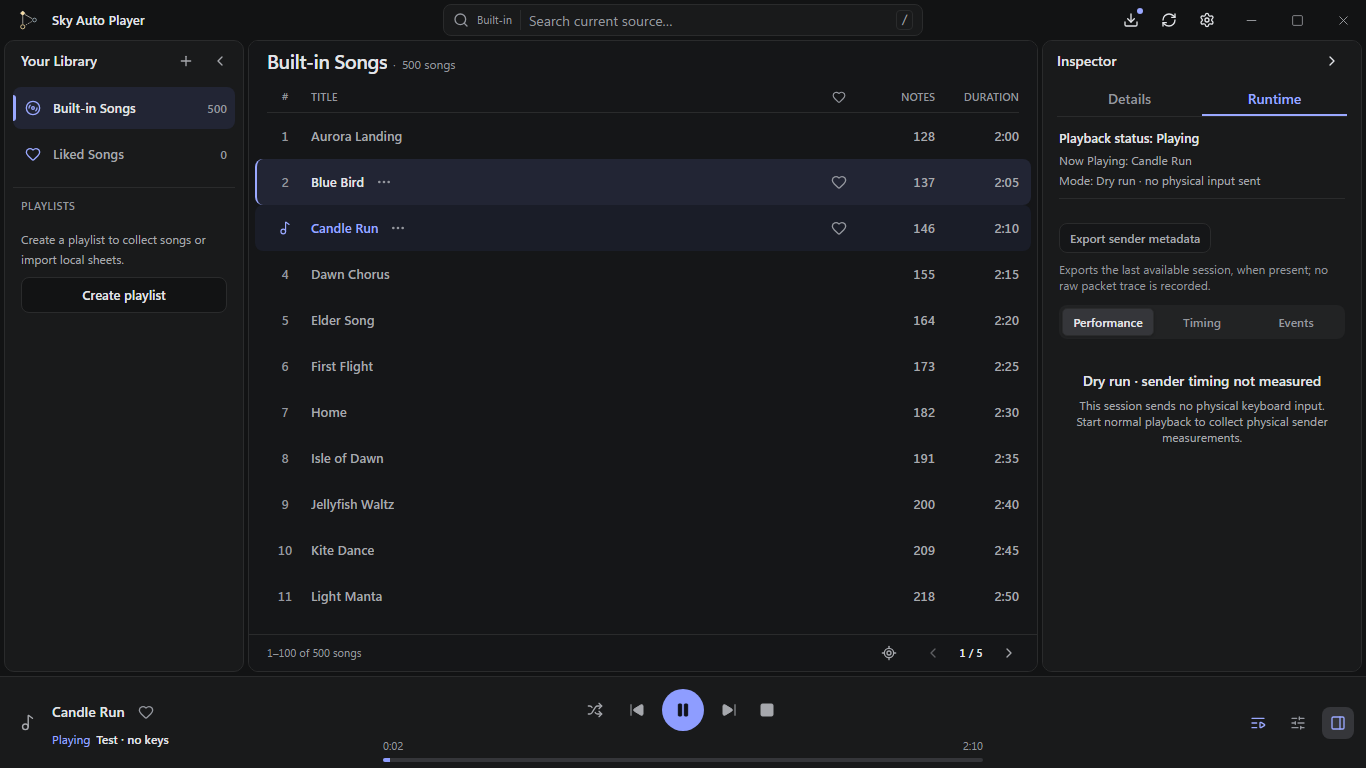 Sky Auto Player
Built-in
Search current source...
/
Your Library
Built-in Songs 500
Liked Songs 0
PLAYLISTS
Create a playlist to collect songs or
import local sheets.
Create playlist
Built-in Songs · 500 songs
# TITLE NOTES DURATION
1 Aurora Landing 128 2:00
2 Blue Bird ··· 137 2:05
Candle Run ··· 146 2:10
4 Dawn Chorus 155 2:15
5 Elder Song 164 2:20
6 First Flight 173 2:25
7 Home 182 2:30
8 Isle of Dawn 191 2:35
9 Jellyfish Waltz 200 2:40
10 Kite Dance 209 2:45
11 Light Manta 218 2:50
1–100 of 500 songs
1 / 5
Inspector
Details Runtime
Playback status: Playing
Now Playing: Candle Run
Mode: Dry run · no physical input sent
Export sender metadata
Exports the last available session, when present; no
raw packet trace is recorded.
Performance Timing Events
Dry run · sender timing not measured
This session sends no physical keyboard input.
Start normal playback to collect physical sender
measurements.
Candle Run
Playing Test · no keys
0:02 2:10